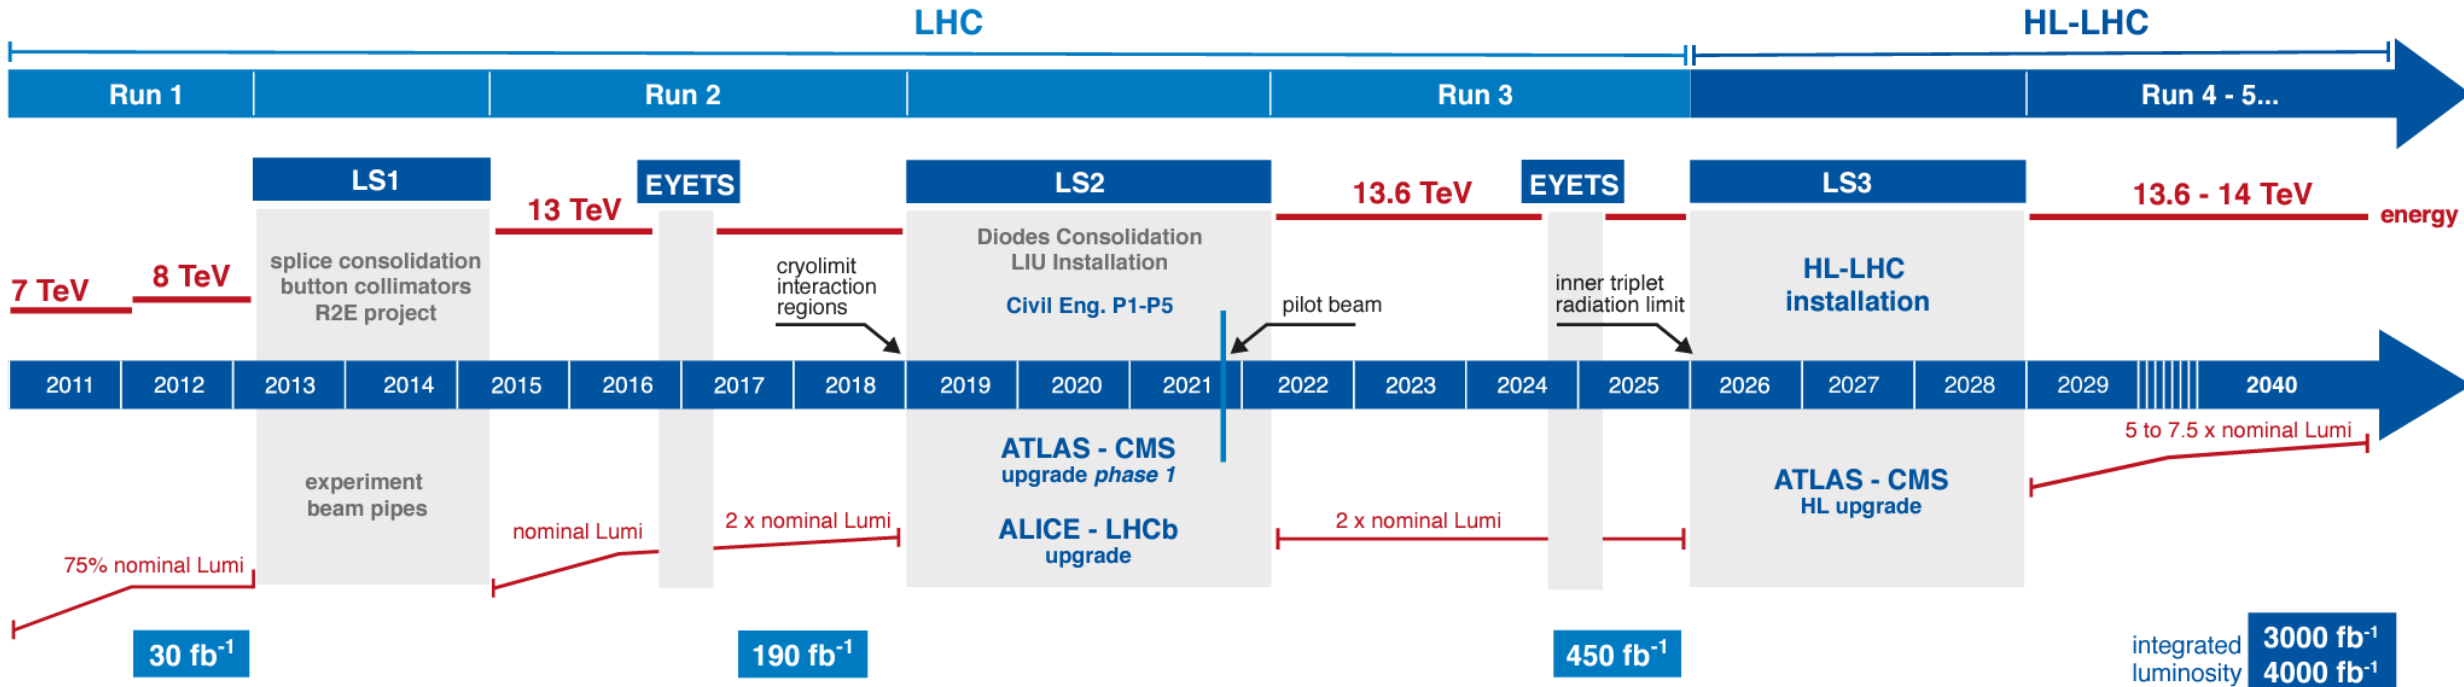 LHC
HL-LHC
Run 1
Run 2
Run 3
Run 4 - 5...
LS1
EYETS
LS2
EYETS
LS3
7 TeV
8 TeV
13 TeV
13.6 TeV
13.6 - 14 TeV
energy
splice consolidation
button collimators
R2E project
cryolimit
interaction
regions
Diodes Consolidation
LIU Installation
Civil Eng. P1-P5
pilot beam
inner triplet
radiation limit
HL-LHC
installation
2011
2012
2013
2014
2015
2016
2017
2018
2019
2020
2021
2022
2023
2024
2025
2026
2027
2028
2029
2040
experiment
beam pipes
ATLAS - CMS
upgrade phase 1
ALICE - LHCb
upgrade
ATLAS - CMS
HL upgrade
75% nominal Lumi
nominal Lumi
2 x nominal Lumi
2 x nominal Lumi
5 to 7.5 x nominal Lumi
30 fb⁻¹
190 fb⁻¹
450 fb⁻¹
integrated
luminosity
3000 fb⁻¹
4000 fb⁻¹